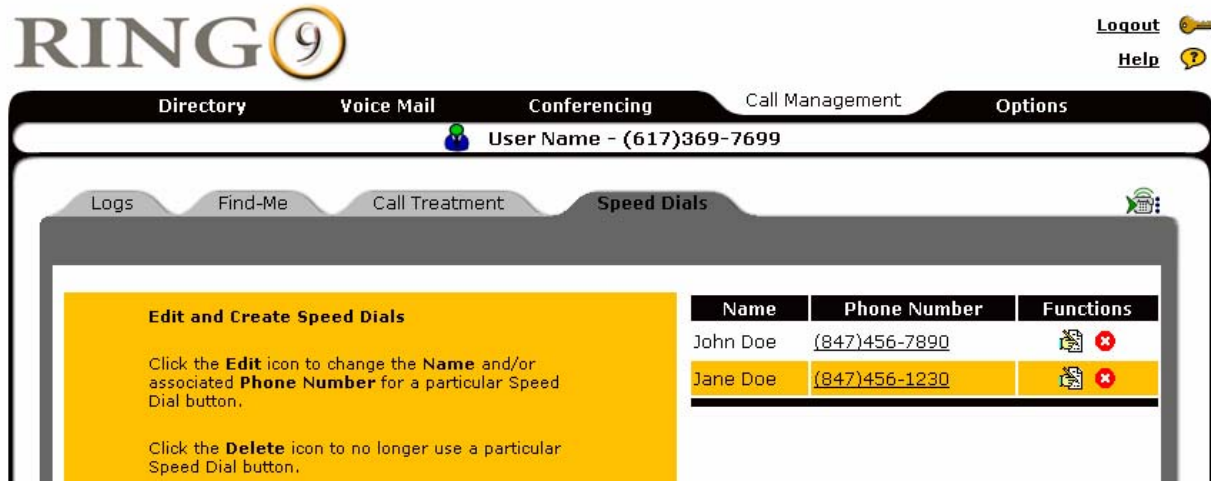 RING 9
Logout
Help
?
Directory Voice Mail Conferencing Call Management Options
User Name - (617)369-7699
Logs Find-Me Call Treatment Speed Dials
Edit and Create Speed Dials
Click the Edit icon to change the Name and/or
associated Phone Number for a particular Speed
Dial button.
Click the Delete icon to no longer use a particular
Speed Dial button.
Name Phone Number Functions
John Doe (847)456-7890
Jane Doe (847)456-1230